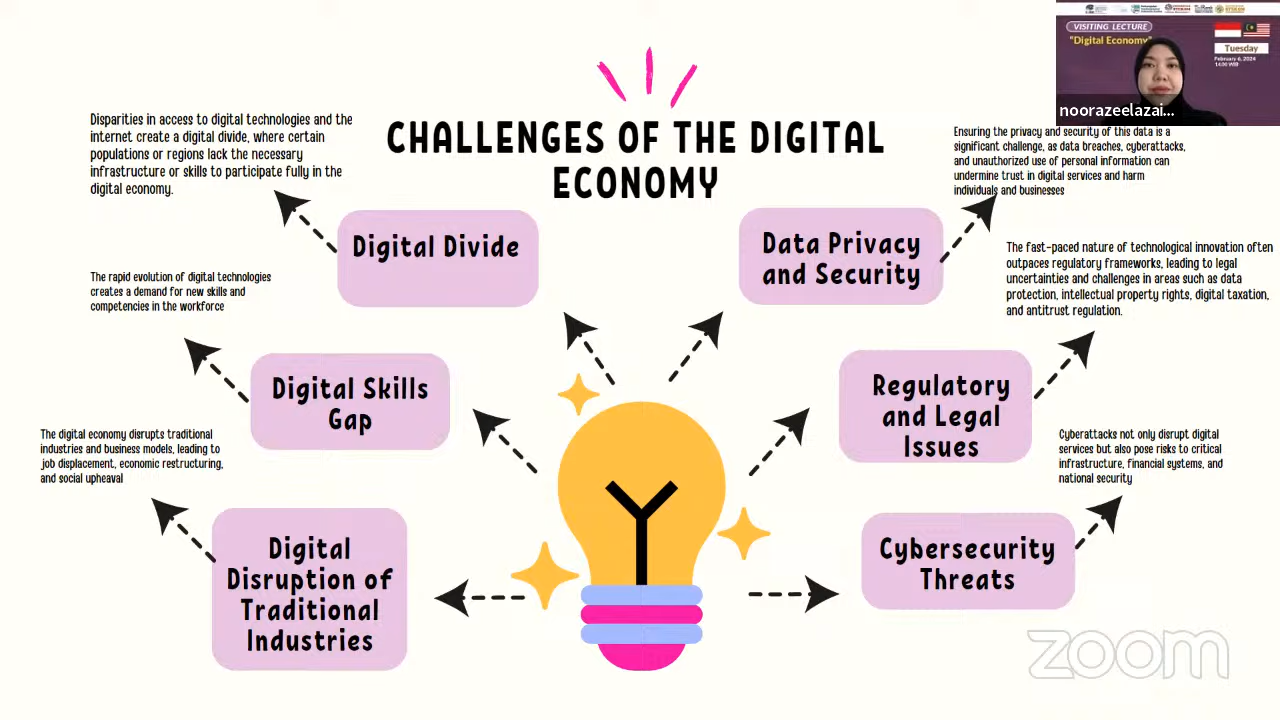 VISITING LECTURE
"Digital Economy"
Tuesday
February 6, 2024
14.00 WIB
noorazeelazai...
CHALLENGES OF THE DIGITAL
ECONOMY
Disparities in access to digital technologies and the
internet create a digital divide, where certain
populations or regions lack the necessary
infrastructure or skills to participate fully in the
digital economy.
Digital Divide
The rapid evolution of digital technologies
creates a demand for new skills and
competencies in the workforce
Digital Skills
Gap
The digital economy disrupts traditional
industries and business models, leading to
job displacement, economic restructuring,
and social upheaval
Digital
Disruption of
Traditional
Industries
Ensuring the privacy and security of this data is a
significant challenge, as data breaches, cyberattacks,
and unauthorized use of personal information can
undermine trust in digital services and harm
individuals and businesses
Data Privacy
and Security
The fast-paced nature of technological innovation often
outpaces regulatory frameworks, leading to legal
uncertainties and challenges in areas such as data
protection, intellectual property rights, digital taxation,
and antitrust regulation.
Regulatory
and Legal
Issues
Cyberattacks not only disrupt digital
services but also pose risks to critical
infrastructure, financial systems, and
national security
Cybersecurity
Threats
zoom